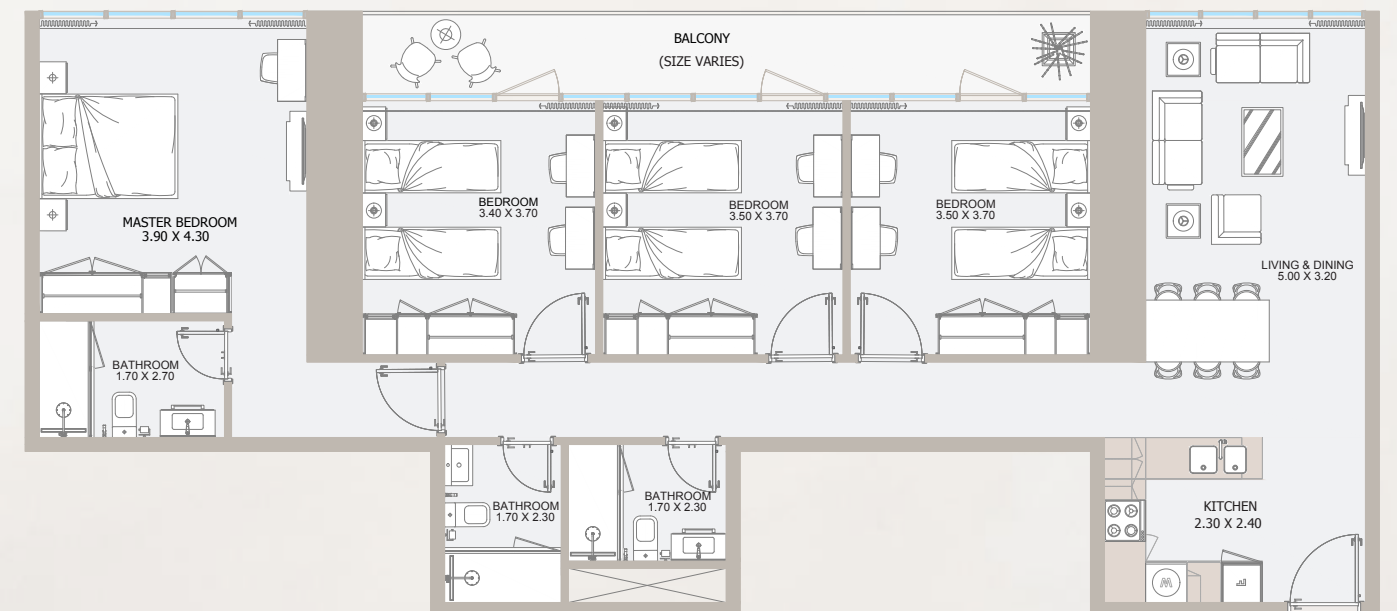 BALCONY
(SIZE VARIES)
MASTER BEDROOM
3.90 X 4.30
BEDROOM
3.40 X 3.70
BEDROOM
3.50 X 3.70
BEDROOM
3.50 X 3.70
LIVING & DINING
5.00 X 3.20
BATHROOM
1.70 X 2.70
BATHROOM
1.70 X 2.30
BATHROOM
1.70 X 2.30
KITCHEN
2.30 X 2.40
W
F